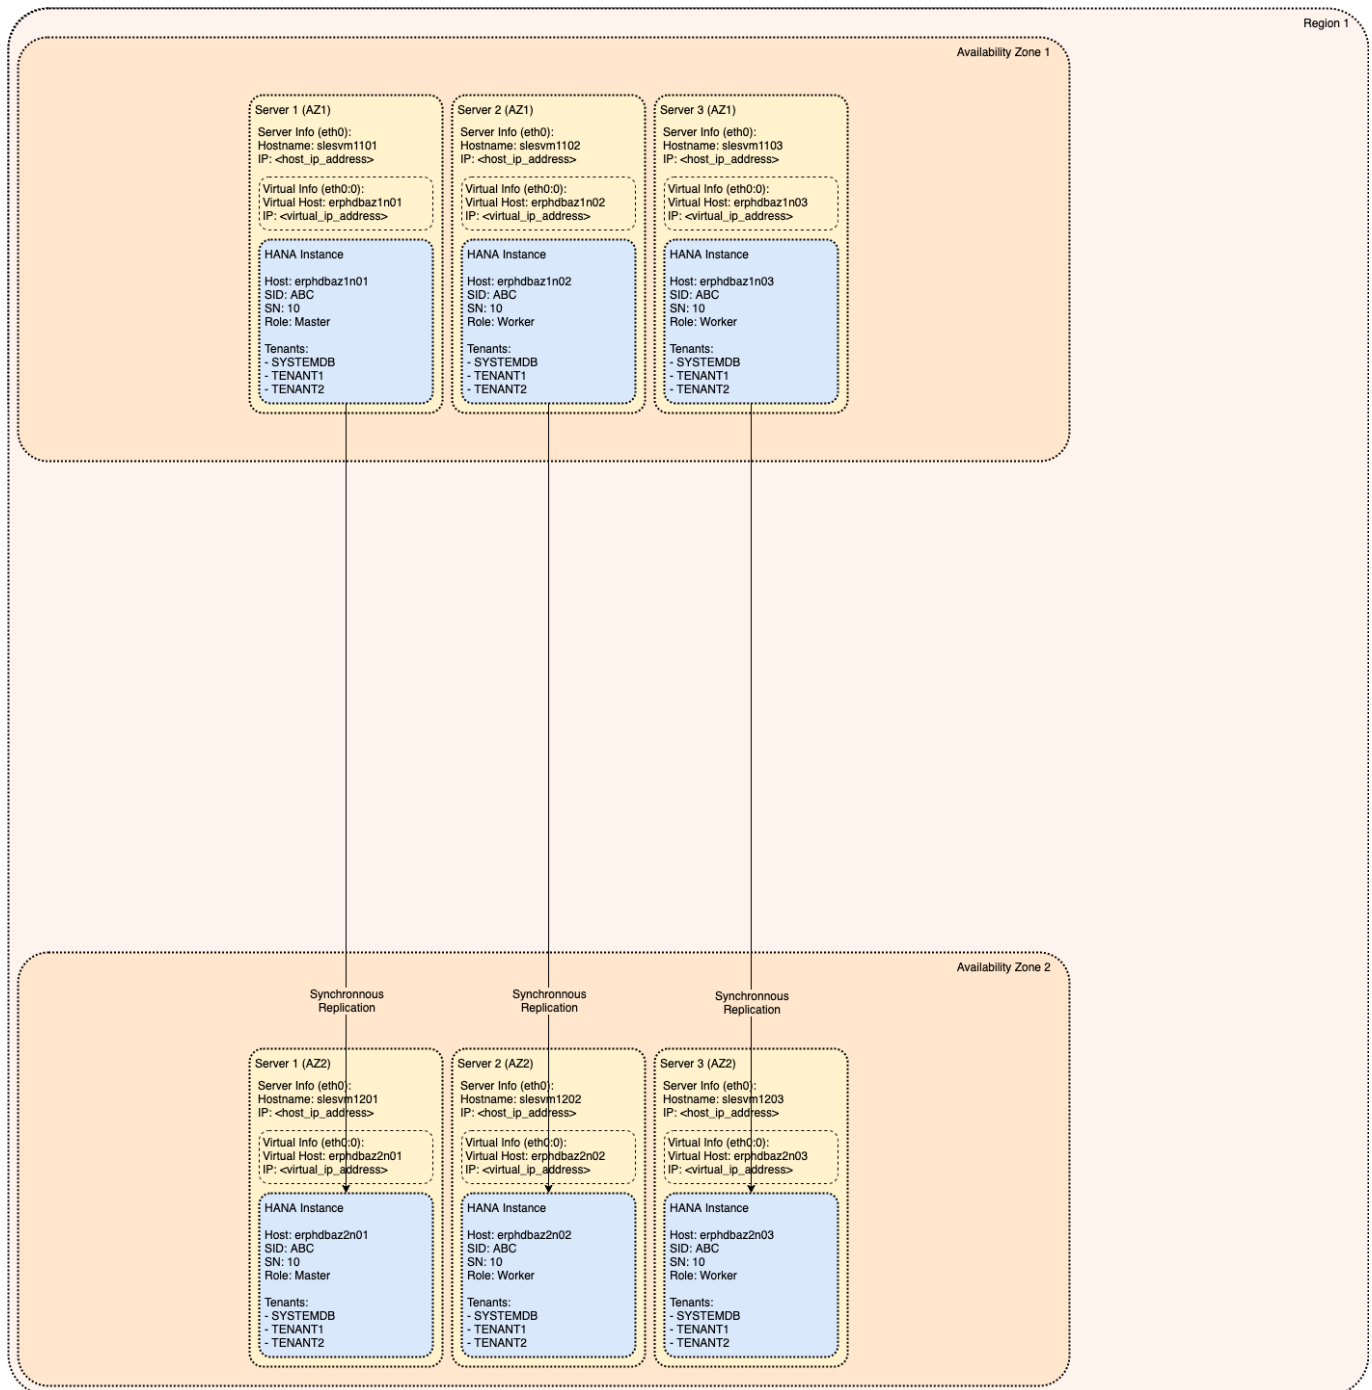 Region 1
Availability Zone 1
Server 1 (AZ1)
Server Info (eth0):
Hostname: slesvm1101
IP: <host_ip_address>
Virtual Info (eth0:0):
Virtual Host: erphdbaz1n01
IP: <virtual_ip_address>
HANA Instance
Host: erphdbaz1n01
SID: ABC
SN: 10
Role: Master
Tenants:
- SYSTEMDB
- TENANT1
- TENANT2
Server 2 (AZ1)
Server Info (eth0):
Hostname: slesvm1102
IP: <host_ip_address>
Virtual Info (eth0:0):
Virtual Host: erphdbaz1n02
IP: <virtual_ip_address>
HANA Instance
Host: erphdbaz1n02
SID: ABC
SN: 10
Role: Worker
Tenants:
- SYSTEMDB
- TENANT1
- TENANT2
Server 3 (AZ1)
Server Info (eth0):
Hostname: slesvm1103
IP: <host_ip_address>
Virtual Info (eth0:0):
Virtual Host: erphdbaz1n03
IP: <virtual_ip_address>
HANA Instance
Host: erphdbaz1n03
SID: ABC
SN: 10
Role: Worker
Tenants:
- SYSTEMDB
- TENANT1
- TENANT2
Availability Zone 2
Synchronnous
Replication
Synchronnous
Replication
Synchronnous
Replication
Server 1 (AZ2)
Server Info (eth0):
Hostname: slesvm1201
IP: <host_ip_address>
Virtual Info (eth0:0):
Virtual Host: erphdbaz2n01
IP: <virtual_ip_address>
HANA Instance
Host: erphdbaz2n01
SID: ABC
SN: 10
Role: Master
Tenants:
- SYSTEMDB
- TENANT1
- TENANT2
Server 2 (AZ2)
Server Info (eth0):
Hostname: slesvm1202
IP: <host_ip_address>
Virtual Info (eth0:0):
Virtual Host: erphdbaz2n02
IP: <virtual_ip_address>
HANA Instance
Host: erphdbaz2n02
SID: ABC
SN: 10
Role: Worker
Tenants:
- SYSTEMDB
- TENANT1
- TENANT2
Server 3 (AZ2)
Server Info (eth0):
Hostname: slesvm1203
IP: <host_ip_address>
Virtual Info (eth0:0):
Virtual Host: erphdbaz2n03
IP: <virtual_ip_address>
HANA Instance
Host: erphdbaz2n03
SID: ABC
SN: 10
Role: Worker
Tenants:
- SYSTEMDB
- TENANT1
- TENANT2